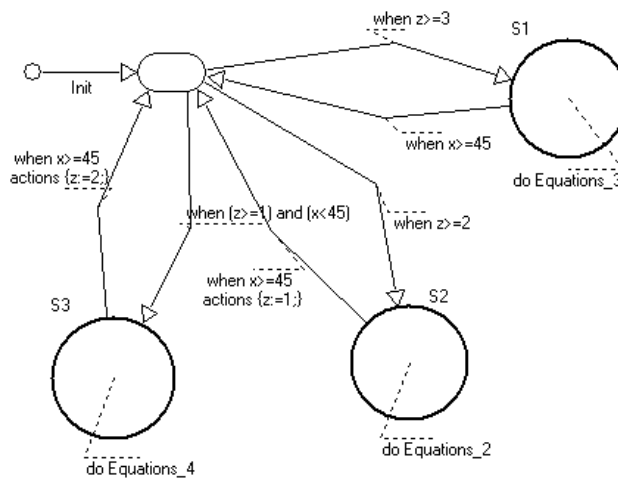 when z>=3
S1
Init
when x>=45
when x>=45
actions {z:=2;}
do Equations_3
when (z>=1) and (x<45)
when z>=2
when x>=45
actions {z:=1;}
S3
S2
do Equations_2
do Equations_4